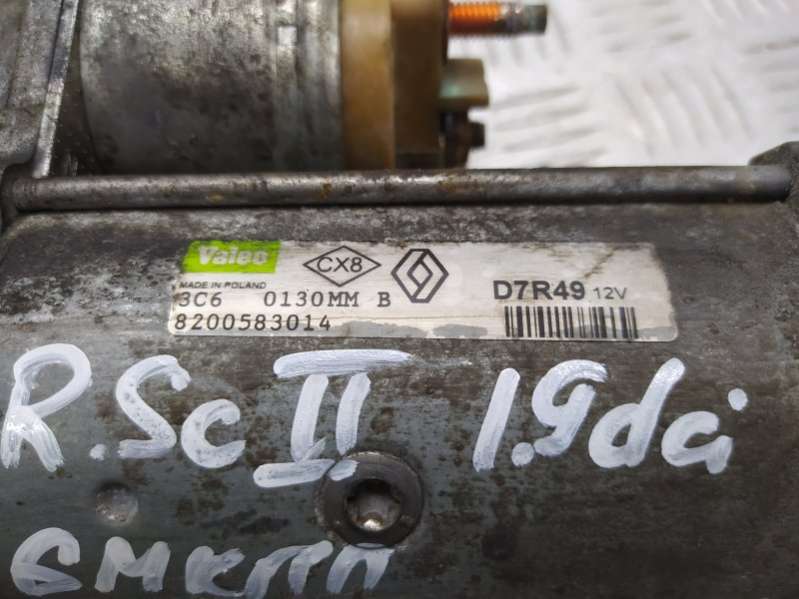 Valeo
CX8
MADE IN POLAND
3C6 0130MM B
D7R49 12V
8200583014
R.Sc II 1.9dci